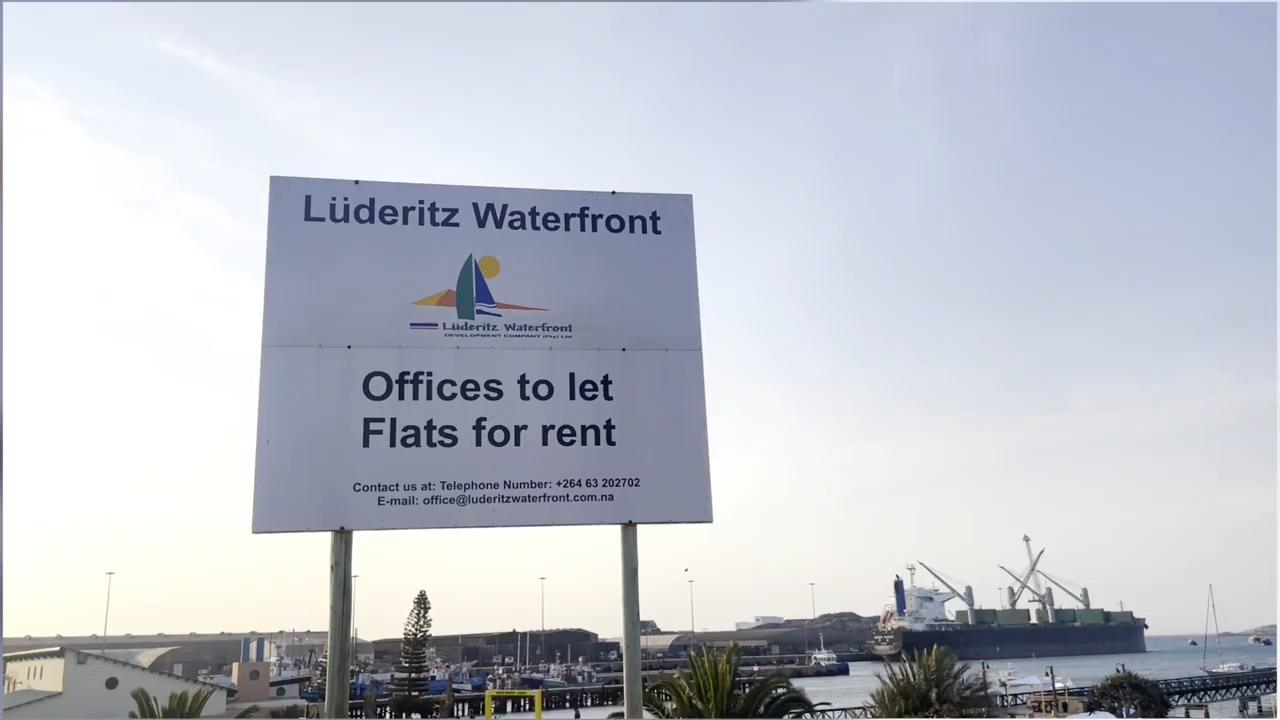 Lüderitz Waterfront
Lüderitz Waterfront
DEVELOPMENT COMPANY (Pty) Ltd
Offices to let
Flats for rent
Contact us at: Telephone Number: +264 63 202702
E-mail: office@luderitzwaterfront.com.na